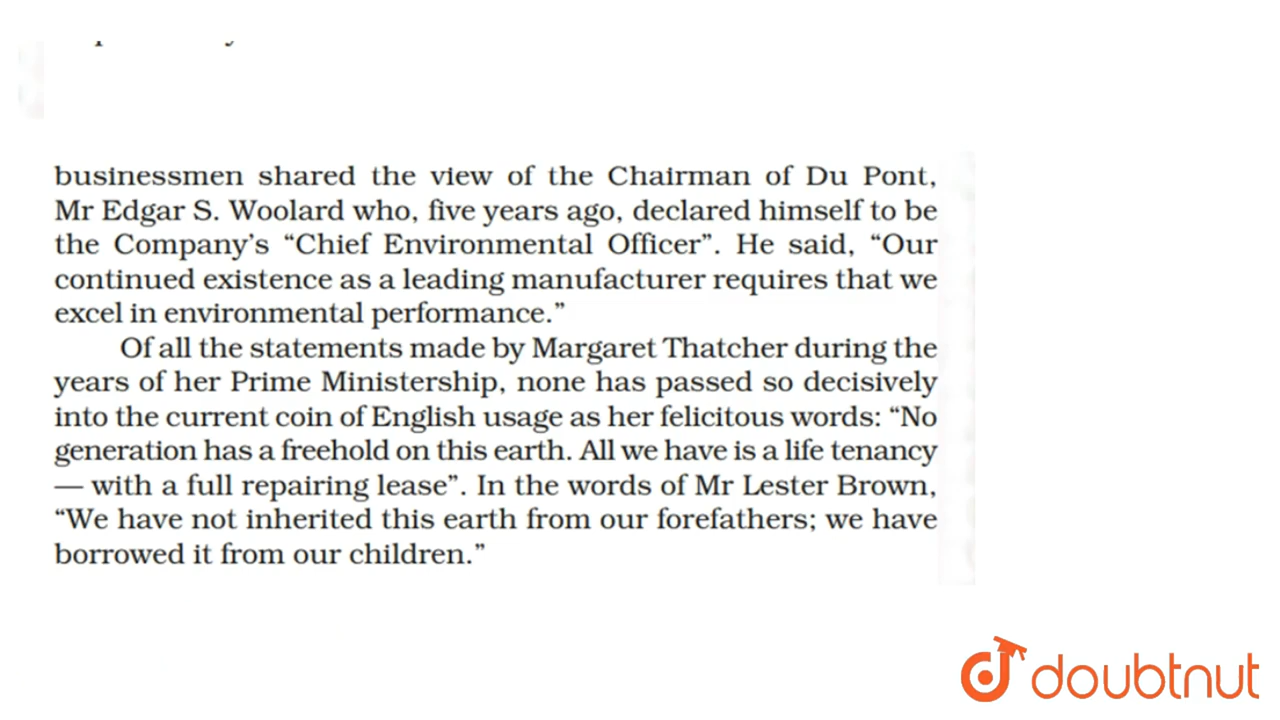 businessmen shared the view of the Chairman of Du Pont,
Mr Edgar S. Woolard who, five years ago, declared himself to be
the Company's “Chief Environmental Officer”. He said, “Our
continued existence as a leading manufacturer requires that we
excel in environmental performance.”
Of all the statements made by Margaret Thatcher during the
years of her Prime Ministership, none has passed so decisively
into the current coin of English usage as her felicitous words: “No
generation has a freehold on this earth. All we have is a life tenancy
— with a full repairing lease”. In the words of Mr Lester Brown,
“We have not inherited this earth from our forefathers; we have
borrowed it from our children.”
doubtnut